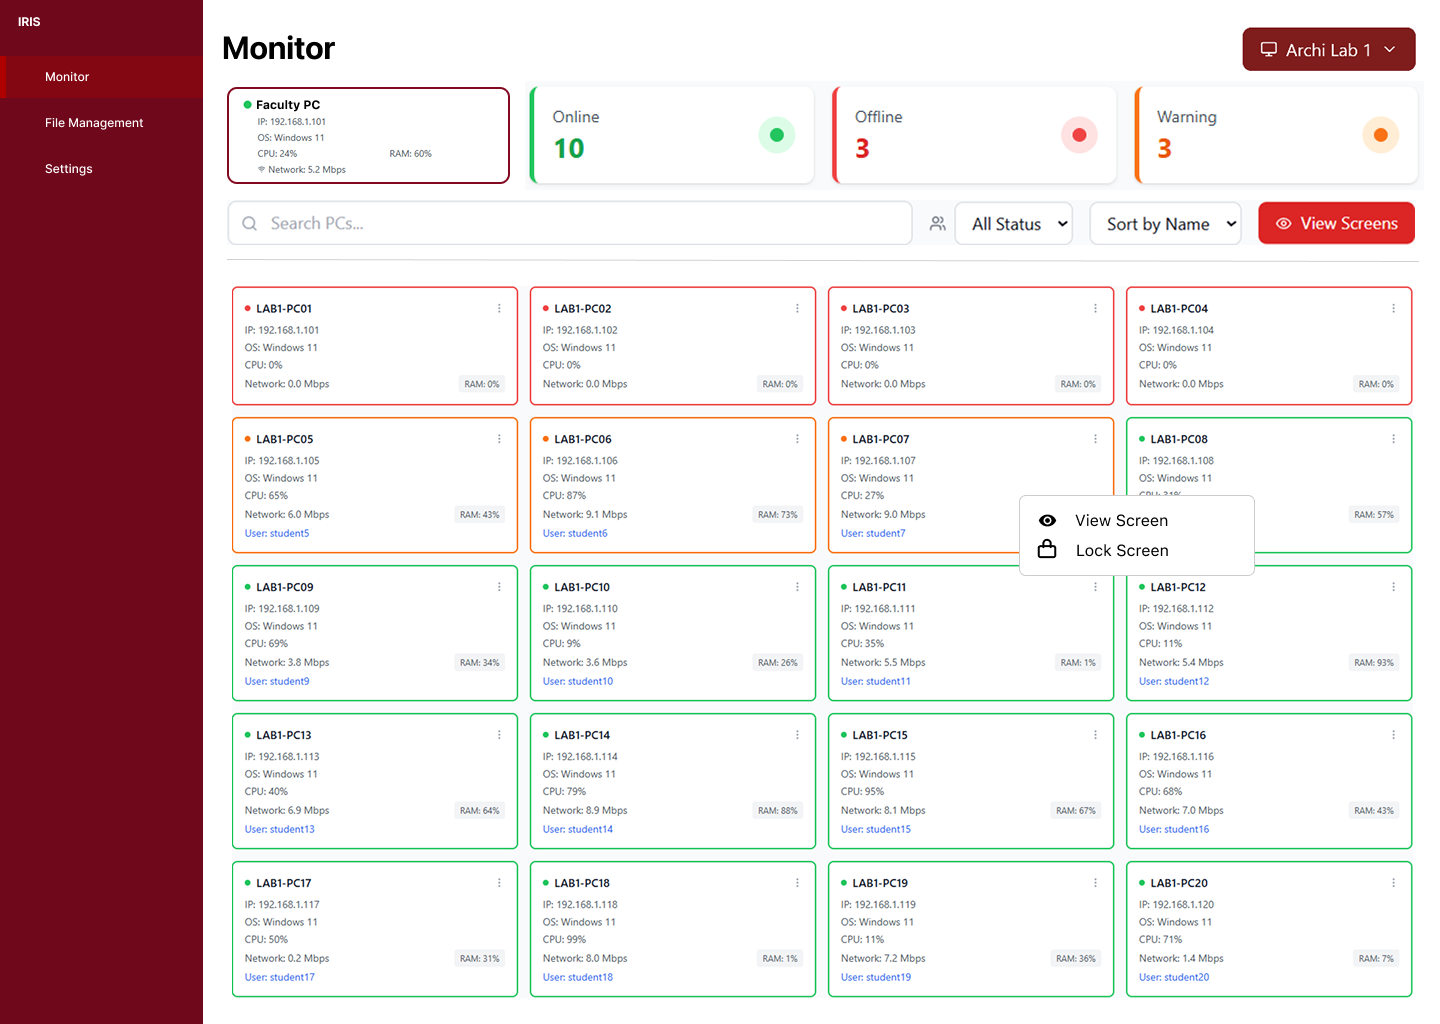 IRIS
Monitor
File Management
Settings
Monitor
Archi Lab 1
Faculty PC
IP: 192.168.1.101
OS: Windows 11
CPU: 24% RAM: 60%
Network: 5.2 Mbps
Online
10
Offline
3
Warning
3
Search PCs...
All Status
Sort by Name
View Screens
LAB1-PC01
IP: 192.168.1.101
OS: Windows 11
CPU: 0%
Network: 0.0 Mbps RAM: 0%
LAB1-PC02
IP: 192.168.1.102
OS: Windows 11
CPU: 0%
Network: 0.0 Mbps RAM: 0%
LAB1-PC03
IP: 192.168.1.103
OS: Windows 11
CPU: 0%
Network: 0.0 Mbps RAM: 0%
LAB1-PC04
IP: 192.168.1.104
OS: Windows 11
CPU: 0%
Network: 0.0 Mbps RAM: 0%
LAB1-PC05
IP: 192.168.1.105
OS: Windows 11
CPU: 65%
Network: 6.0 Mbps RAM: 43%
User: student5
LAB1-PC06
IP: 192.168.1.106
OS: Windows 11
CPU: 87%
Network: 9.1 Mbps RAM: 73%
User: student6
LAB1-PC07
IP: 192.168.1.107
OS: Windows 11
CPU: 27%
Network: 9.0 Mbps
User: student7
LAB1-PC08
IP: 192.168.1.108
OS: Windows 11
CPU: 31%
RAM: 57%
View Screen
Lock Screen
LAB1-PC09
IP: 192.168.1.109
OS: Windows 11
CPU: 69%
Network: 3.8 Mbps RAM: 34%
User: student9
LAB1-PC10
IP: 192.168.1.110
OS: Windows 11
CPU: 9%
Network: 3.6 Mbps RAM: 26%
User: student10
LAB1-PC11
IP: 192.168.1.111
OS: Windows 11
CPU: 35%
Network: 5.5 Mbps RAM: 1%
User: student11
LAB1-PC12
IP: 192.168.1.112
OS: Windows 11
CPU: 11%
Network: 5.4 Mbps RAM: 93%
User: student12
LAB1-PC13
IP: 192.168.1.113
OS: Windows 11
CPU: 40%
Network: 6.9 Mbps RAM: 64%
User: student13
LAB1-PC14
IP: 192.168.1.114
OS: Windows 11
CPU: 79%
Network: 8.9 Mbps RAM: 88%
User: student14
LAB1-PC15
IP: 192.168.1.115
OS: Windows 11
CPU: 95%
Network: 8.1 Mbps RAM: 67%
User: student15
LAB1-PC16
IP: 192.168.1.116
OS: Windows 11
CPU: 68%
Network: 7.0 Mbps RAM: 43%
User: student16
LAB1-PC17
IP: 192.168.1.117
OS: Windows 11
CPU: 50%
Network: 0.2 Mbps RAM: 31%
User: student17
LAB1-PC18
IP: 192.168.1.118
OS: Windows 11
CPU: 99%
Network: 8.0 Mbps RAM: 1%
User: student18
LAB1-PC19
IP: 192.168.1.119
OS: Windows 11
CPU: 11%
Network: 7.2 Mbps RAM: 36%
User: student19
LAB1-PC20
IP: 192.168.1.120
OS: Windows 11
CPU: 71%
Network: 1.4 Mbps RAM: 7%
User: student20